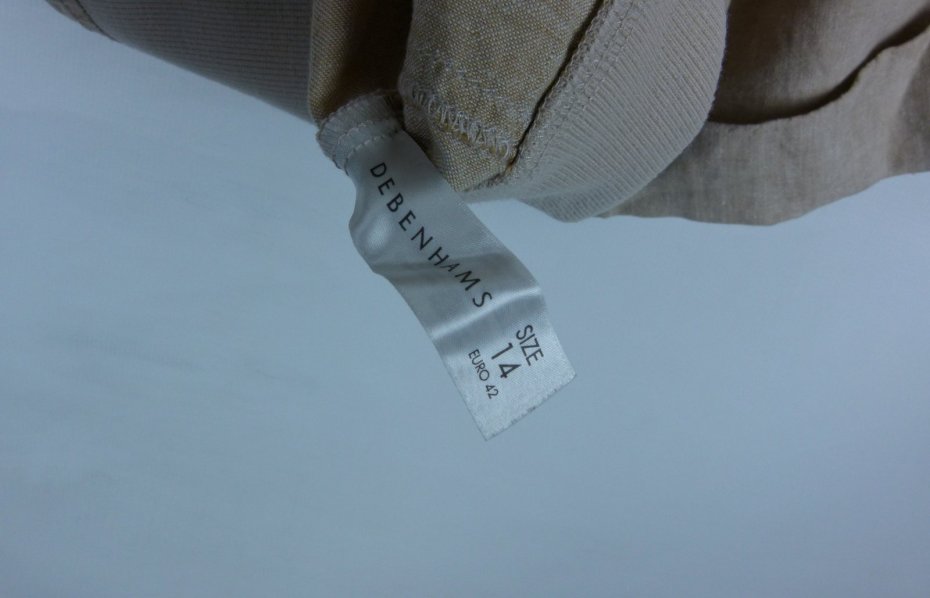 DEBENHAMS
SIZE
14
EURO 42